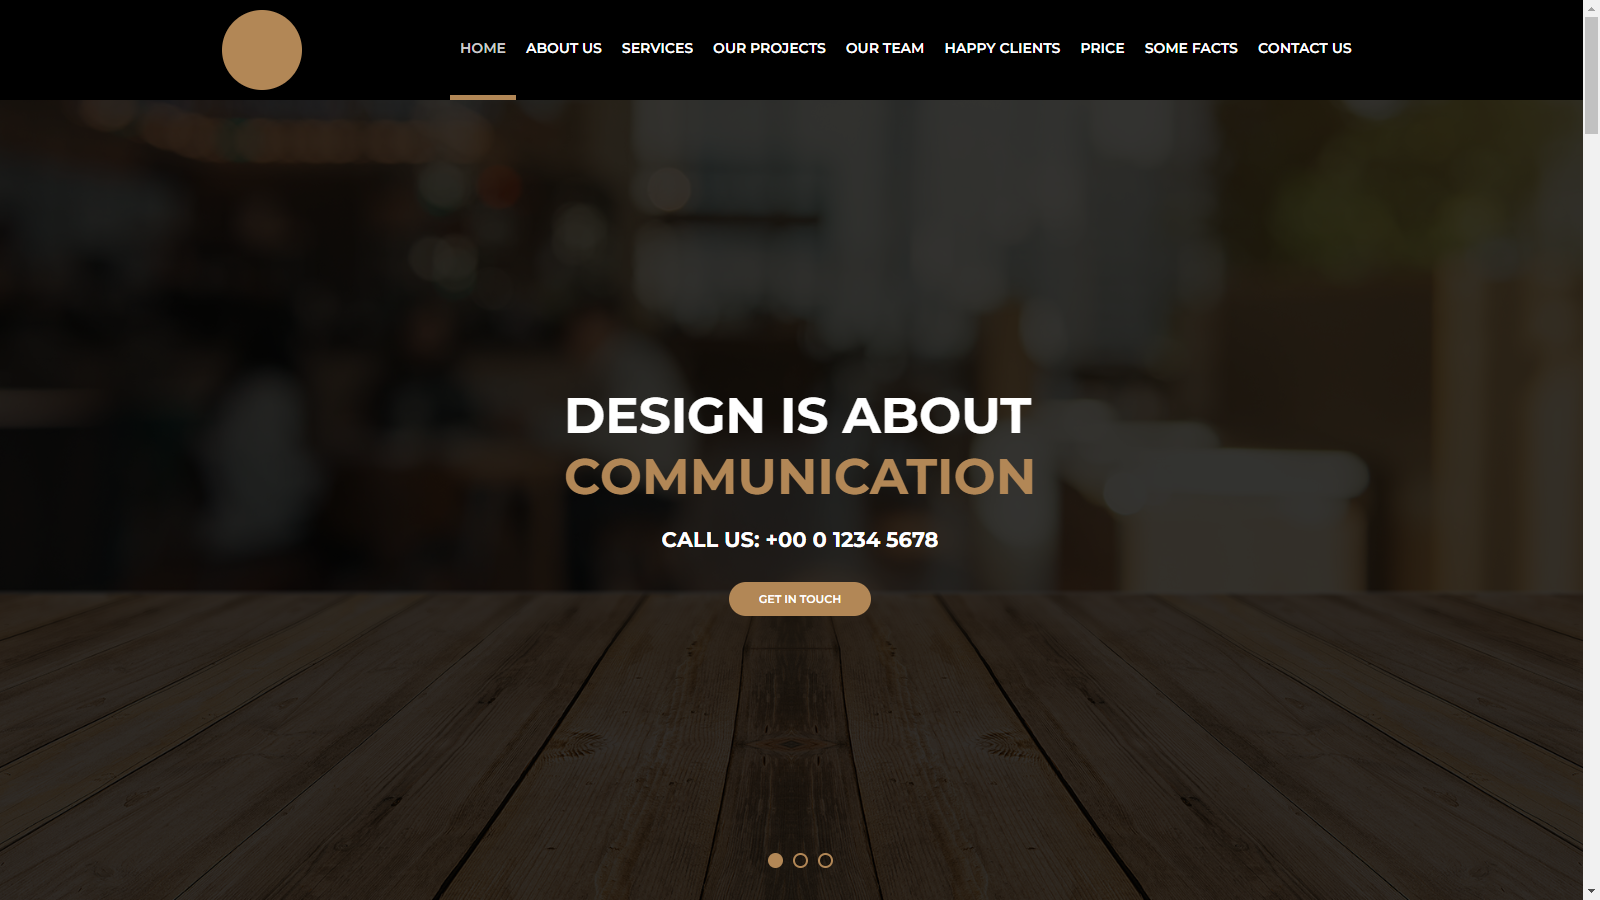 HOME ABOUT US SERVICES OUR PROJECTS OUR TEAM HAPPY CLIENTS PRICE SOME FACTS CONTACT US
DESIGN IS ABOUT
COMMUNICATION
CALL US: +00 0 1234 5678
GET IN TOUCH